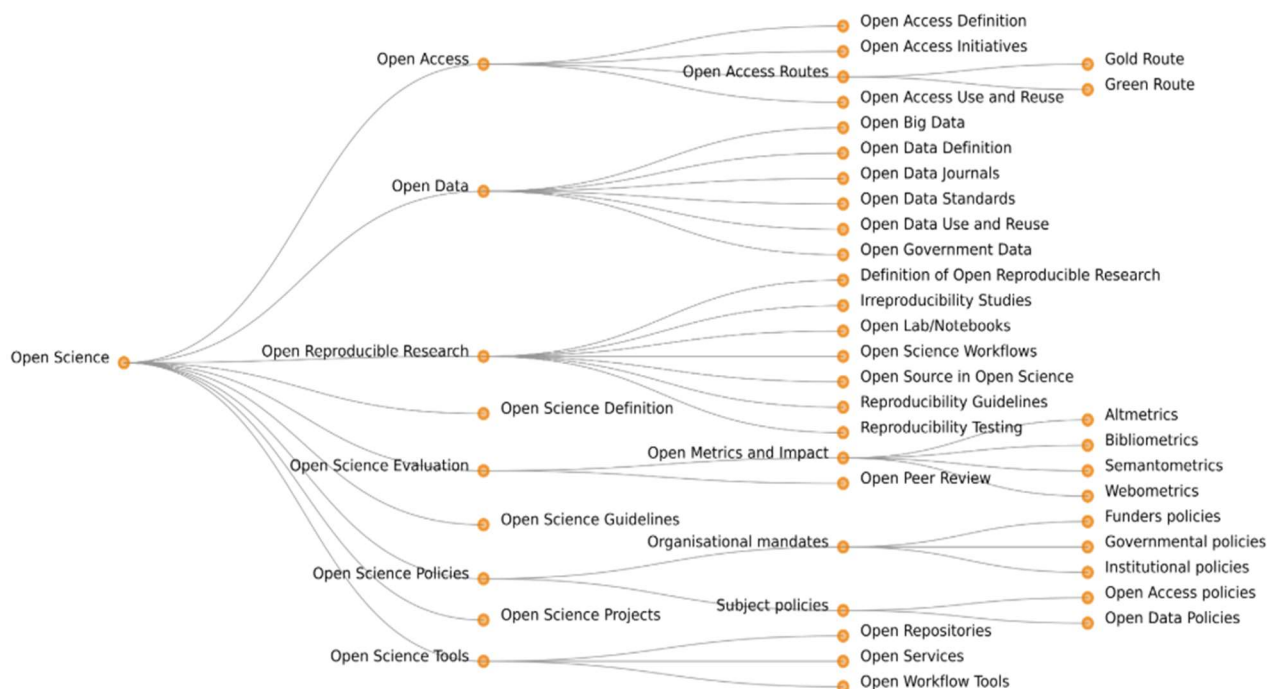 Open Science
Open Access
Open Access Definition
Open Access Initiatives
Open Access Routes
Gold Route
Green Route
Open Access Use and Reuse
Open Data
Open Big Data
Open Data Definition
Open Data Journals
Open Data Standards
Open Data Use and Reuse
Open Government Data
Open Reproducible Research
Definition of Open Reproducible Research
Irreproducibility Studies
Open Lab/Notebooks
Open Science Workflows
Open Source in Open Science
Reproducibility Guidelines
Reproducibility Testing
Open Science Definition
Open Science Evaluation
Open Metrics and Impact
Altmetrics
Bibliometrics
Semantometrics
Webometrics
Open Peer Review
Open Science Guidelines
Open Science Policies
Organisational mandates
Funders policies
Governmental policies
Institutional policies
Subject policies
Open Access policies
Open Data Policies
Open Science Projects
Open Science Tools
Open Repositories
Open Services
Open Workflow Tools